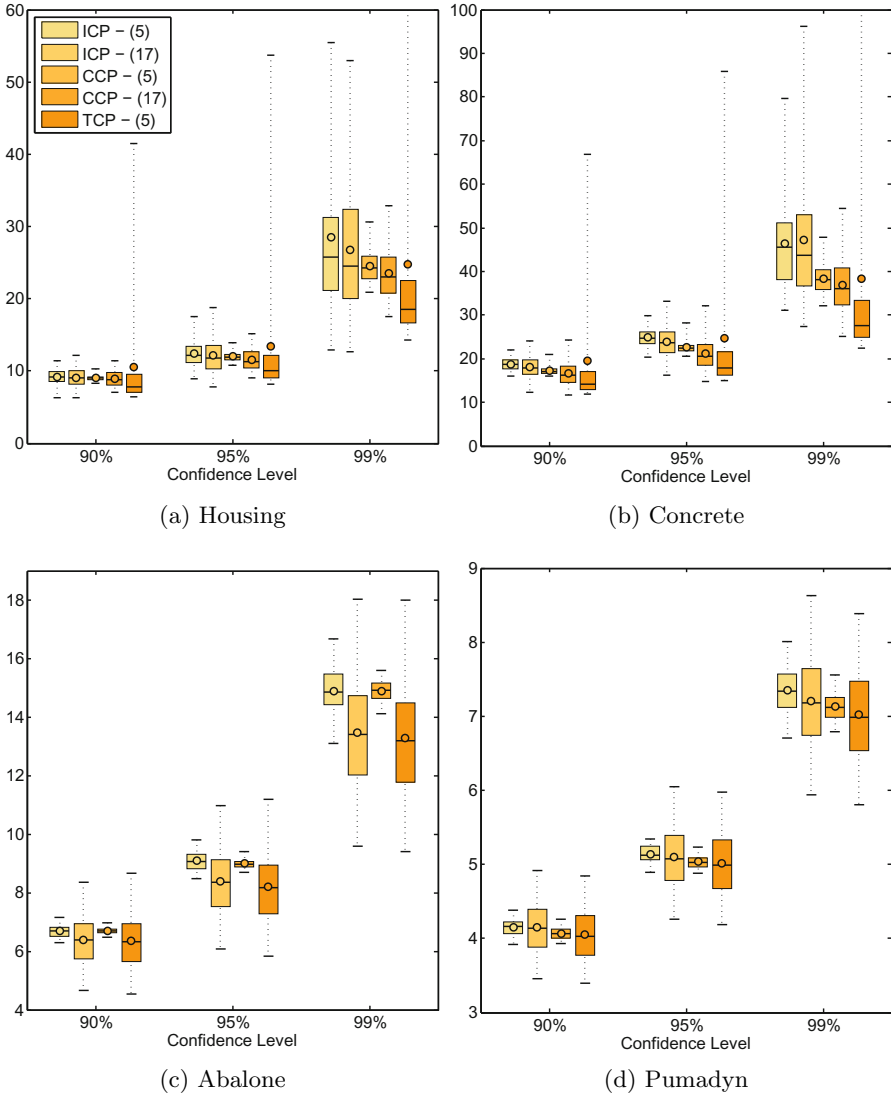 60
50
40
30
20
10
0
ICP − (5)
ICP − (17)
CCP − (5)
CCP − (17)
TCP − (5)
90% 95% 99%
Confidence Level
(a) Housing
100
90
80
70
60
50
40
30
20
10
0
90% 95% 99%
Confidence Level
(b) Concrete
18
16
14
12
10
8
6
4
90% 95% 99%
Confidence Level
(c) Abalone
9
8
7
6
5
4
3
90% 95% 99%
Confidence Level
(d) Pumadyn